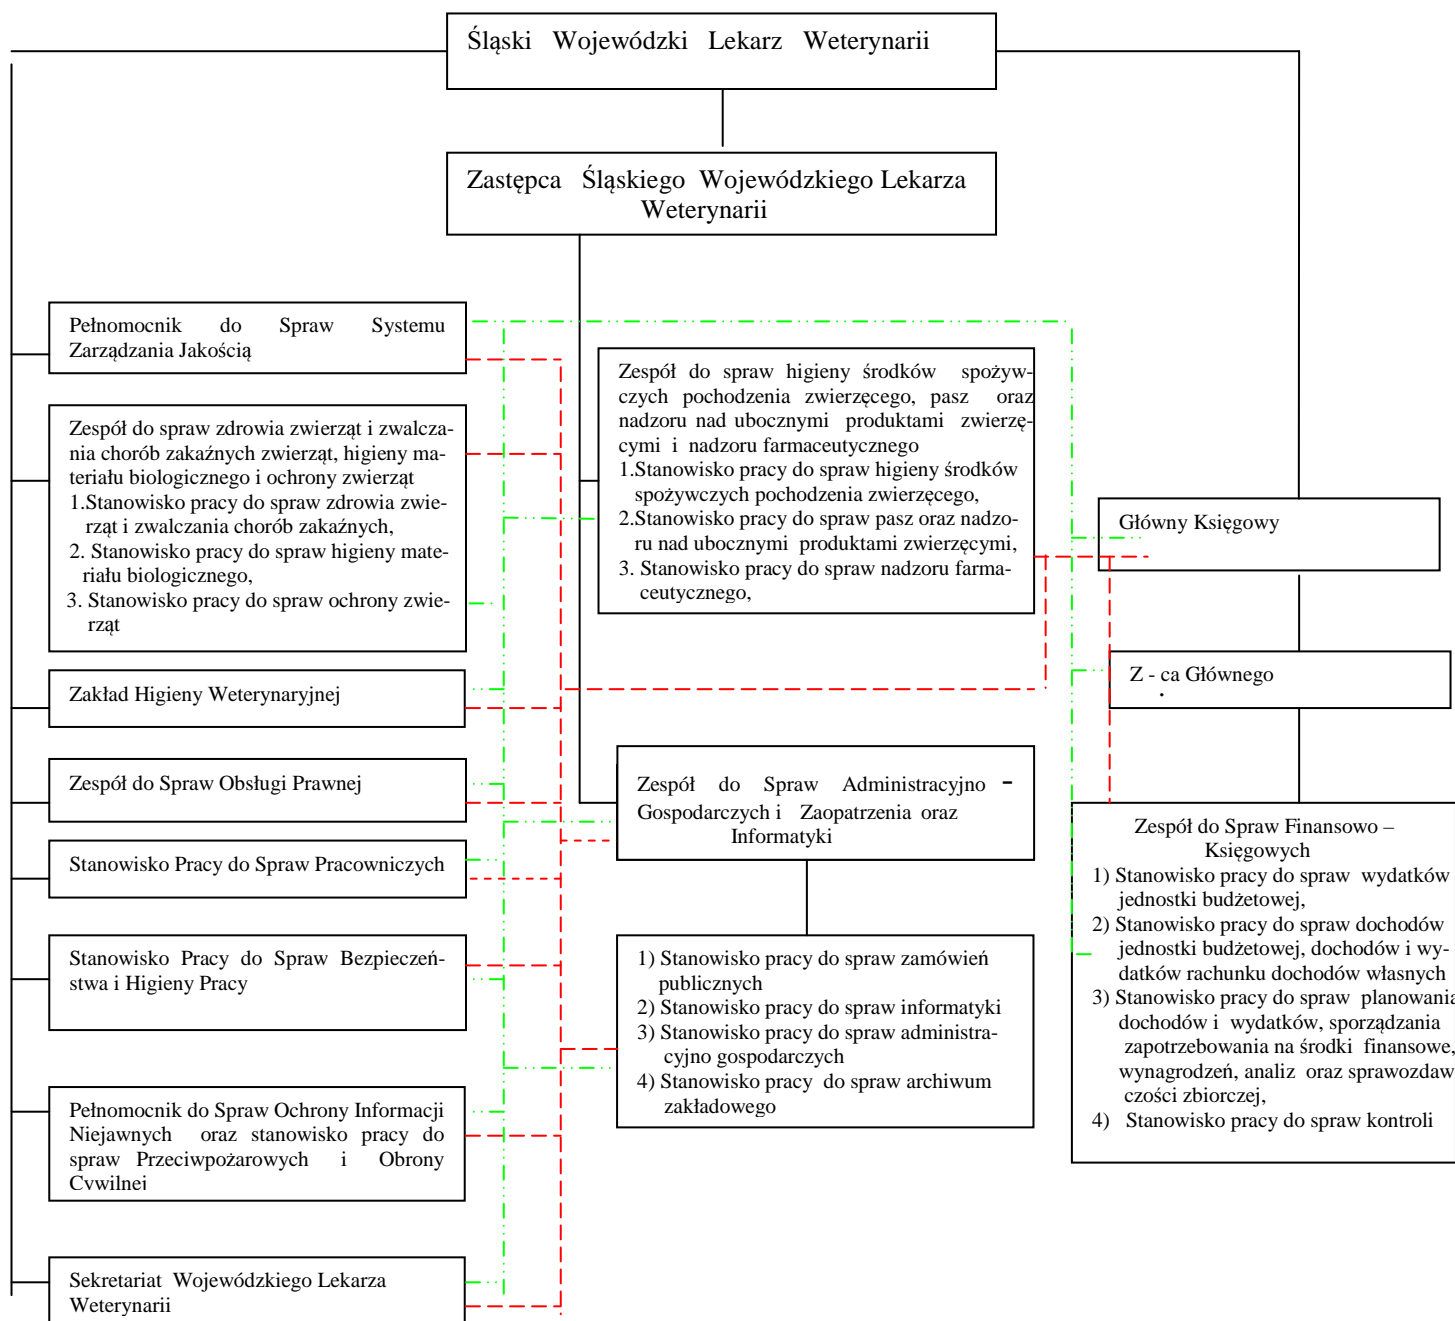 Śląski Wojewódzki Lekarz Weterynarii
Zastępca Śląskiego Wojewódzkiego Lekarza
Weterynarii
Pełnomocnik do Spraw Systemu
Zarządzania Jakością
Zespół do spraw zdrowia zwierząt i zwalcza-
nia chorób zakaźnych zwierząt, higieny ma-
teriału biologicznego i ochrony zwierząt
1.Stanowisko pracy do spraw zdrowia zwie-
rząt i zwalczania chorób zakaźnych,
2. Stanowisko pracy do spraw higieny mate-
riału biologicznego,
3. Stanowisko pracy do spraw ochrony zwie-
rząt
Zakład Higieny Weterynaryjnej
Zespół do Spraw Obsługi Prawnej
Stanowisko Pracy do Spraw Pracowniczych
Stanowisko Pracy do Spraw Bezpieczeń-
stwa i Higieny Pracy
Pełnomocnik do Spraw Ochrony Informacji
Niejawnych oraz stanowisko pracy do
spraw Przeciwpożarowych i Obrony
Cywilnej
Sekretariat Wojewódzkiego Lekarza
Weterynarii
Zespół do spraw higieny środków spożyw-
czych pochodzenia zwierzęcego, pasz oraz
nadzoru nad ubocznymi produktami zwierzę-
cymi i nadzoru farmaceutycznego
1.Stanowisko pracy do spraw higieny środków
spożywczych pochodzenia zwierzęcego,
2.Stanowisko pracy do spraw pasz oraz nadzo-
ru nad ubocznymi produktami zwierzęcymi,
3. Stanowisko pracy do spraw nadzoru farma-
ceutycznego,
Zespół do Spraw Administracyjno -
Gospodarczych i Zaopatrzenia oraz
Informatyki
1) Stanowisko pracy do spraw zamówień
publicznych
2) Stanowisko pracy do spraw informatyki
3) Stanowisko pracy do spraw administra-
cyjno gospodarczych
4) Stanowisko pracy do spraw archiwum
zakładowego
Główny Księgowy
Z - ca Głównego
Zespół do Spraw Finansowo –
Księgowych
1) Stanowisko pracy do spraw wydatków
jednostki budżetowej,
2) Stanowisko pracy do spraw dochodów
jednostki budżetowej, dochodów i wy-
datków rachunku dochodów własnych
3) Stanowisko pracy do spraw planowania
dochodów i wydatków, sporządzania
zapotrzebowania na środki finansowe,
wynagrodzeń, analiz oraz sprawozdaw
czości zbiorczej,
4) Stanowisko pracy do spraw kontroli